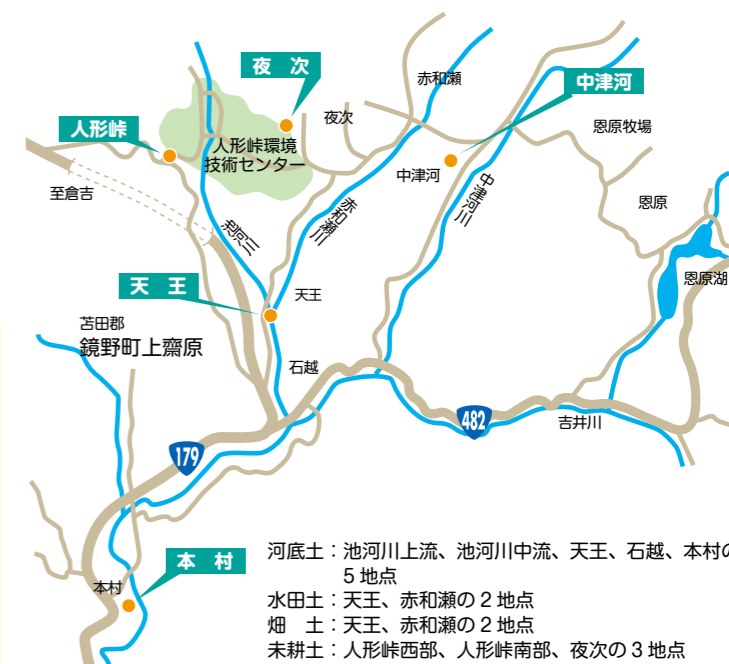 夜 次
赤和瀬
中津河
人形峠
夜次
人形峠環境
技術センター
恩原牧場
中津河
至倉吉
恩原
池河川
赤和瀬川
中津河川
恩原湖
天 王
天王
苫田郡
鏡野町上齋原
石越
482
吉井川
179
河底土：池河川上流、池河川中流、天王、石越、本村の
5 地点
本 村
本村
水田土：天王、赤和瀬の 2 地点
畑　土：天王、赤和瀬の 2 地点
未耕土：人形峠西部、人形峠南部、夜次の 3 地点